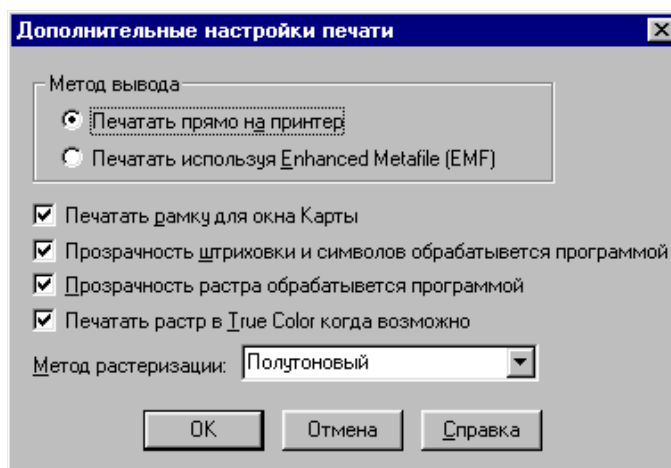 Дополнительные настройки печати
Метод вывода
Печатать прямо на принтер
Печатать используя Enhanced Metafile (EMF)
Печатать рамку для окна Карты
Прозрачность штриховки и символов обрабатывется программой
Прозрачность растра обрабатывется программой
Печатать растр в True Color когда возможно
Метод растеризации: Полутоновый
OK Отмена Справка